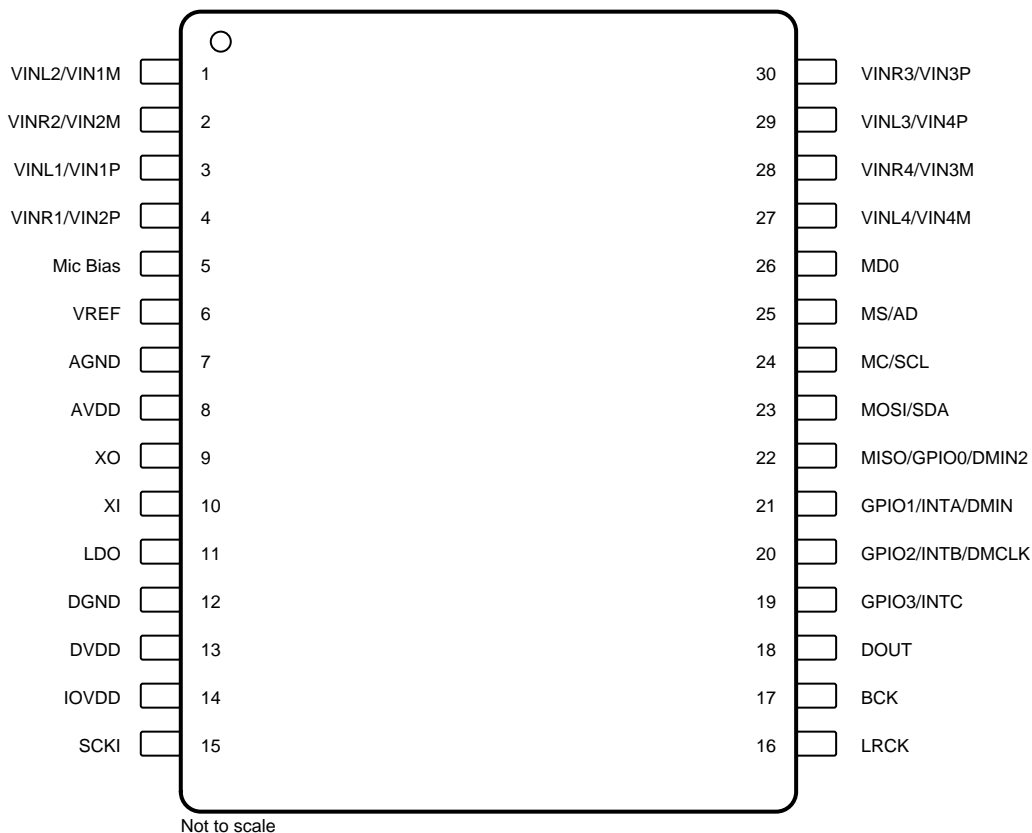 VINL2/VIN1M 1 30 VINR3/VIN3P
VINR2/VIN2M 2 29 VINL3/VIN4P
VINL1/VIN1P 3 28 VINR4/VIN3M
VINR1/VIN2P 4 27 VINL4/VIN4M
Mic Bias 5 26 MD0
VREF 6 25 MS/AD
AGND 7 24 MC/SCL
AVDD 8 23 MOSI/SDA
XO 9 22 MISO/GPIO0/DMIN2
XI 10 21 GPIO1/INTA/DMIN
LDO 11 20 GPIO2/INTB/DMCLK
DGND 12 19 GPIO3/INTC
DVDD 13 18 DOUT
IOVDD 14 17 BCK
SCKI 15 16 LRCK
Not to scale